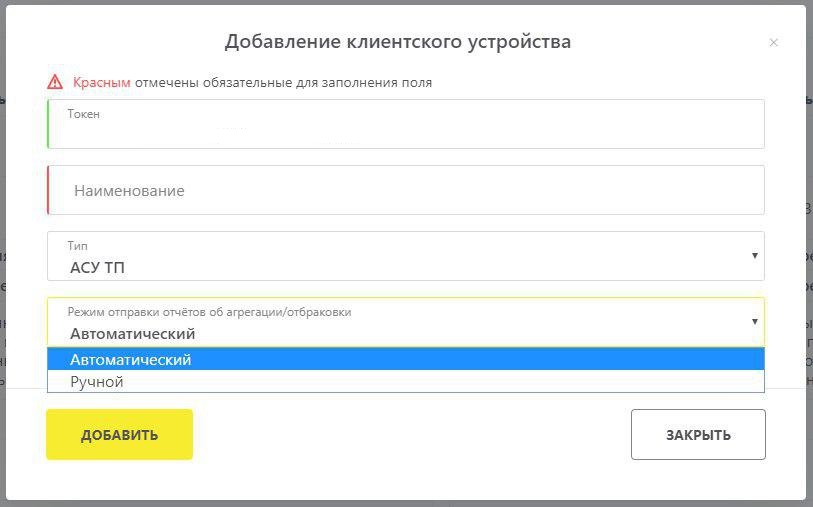 Добавление клиентского устройства
×
Красным отмечены обязательные для заполнения поля
Токен
Наименование
Тип
АСУ ТП
Режим отправки отчётов об агрегации/отбраковки
Автоматический
Автоматический
Ручной
ДОБАВИТЬ
ЗАКРЫТЬ